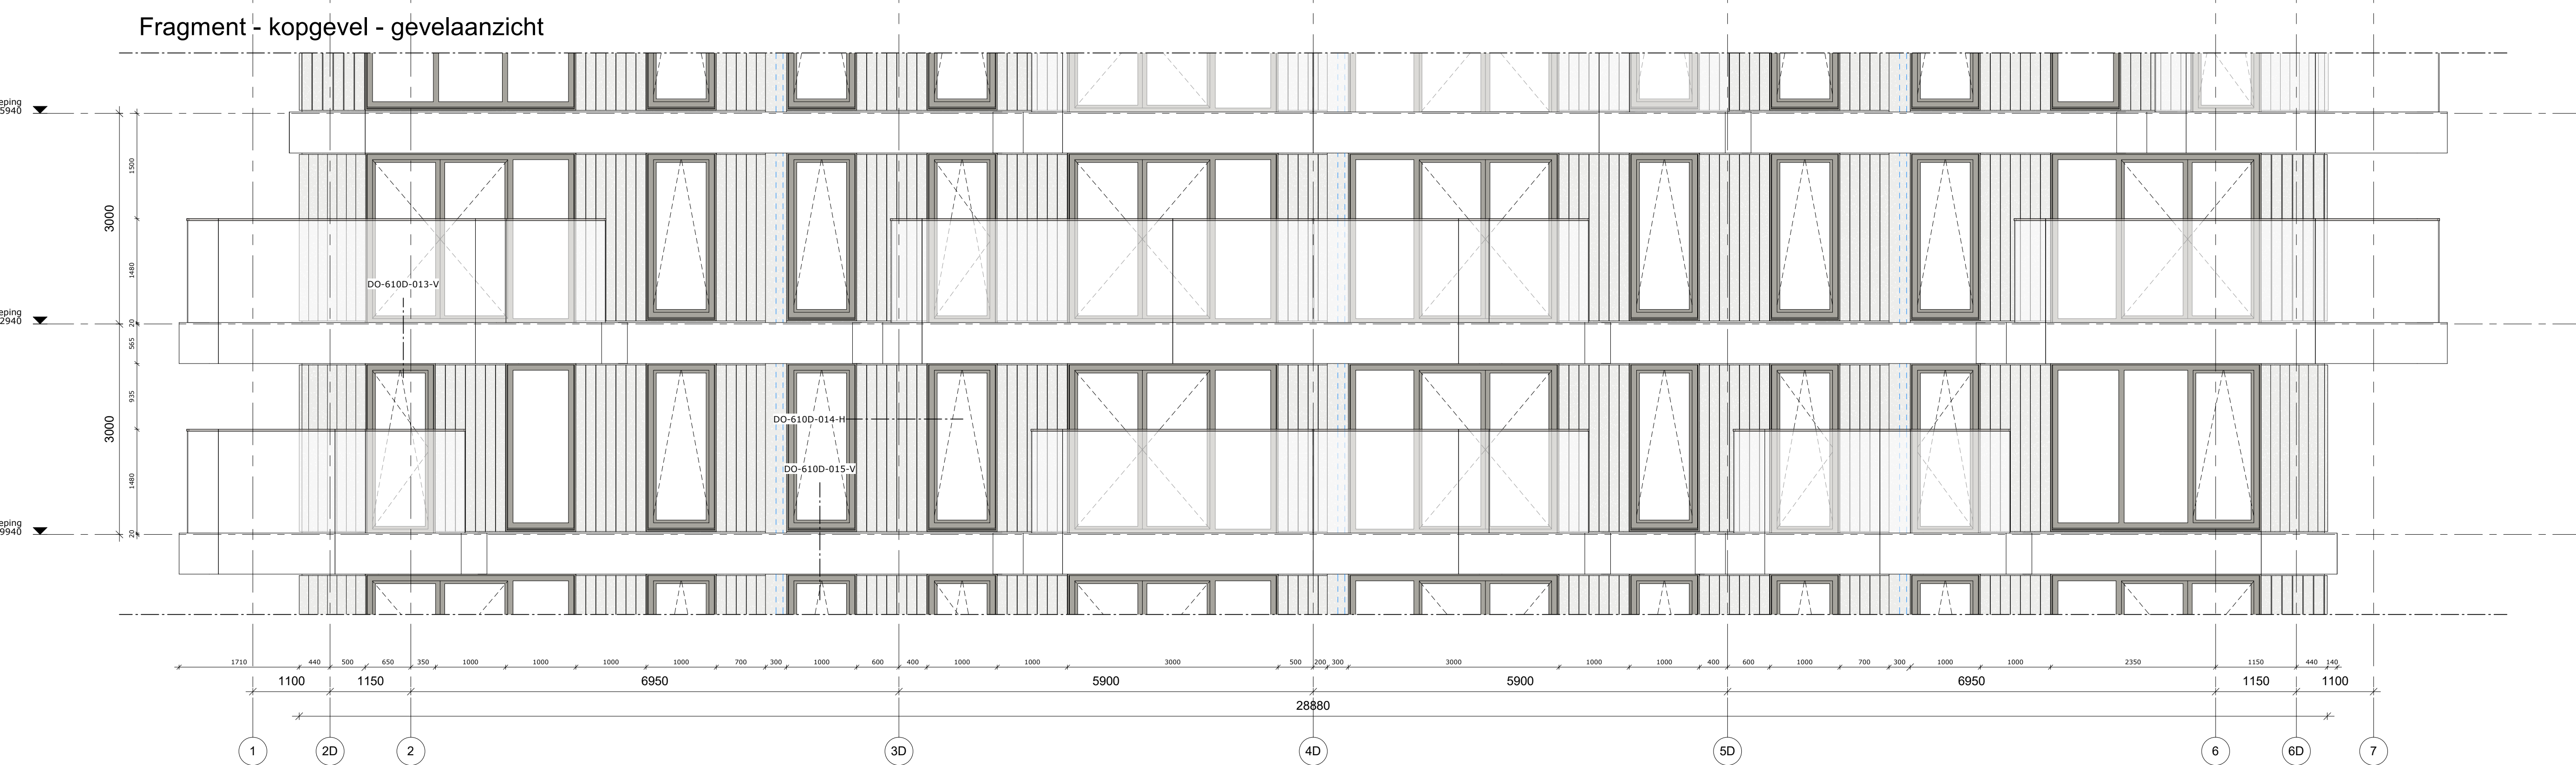 Fragment - kopgevel - gevelaanzicht
eping
5940
1500
3000
1480
DO-610D-013-V
eping
2940
20
565
935
3000
DO-610D-014-H
DO-610D-015-V
1480
eping
9940
20
1710 440 500 650 350 1000 1000 1000 1000 700 300 1000 600 400 1000 1000 3000 500 200 300 3000 1000 1000 400 600 1000 700 300 1000 1000 2350 1150 440 140
1100 1150 6950 5900 5900 6950 1150 1100
28880
1 2D 2 3D 4D 5D 6 6D 7